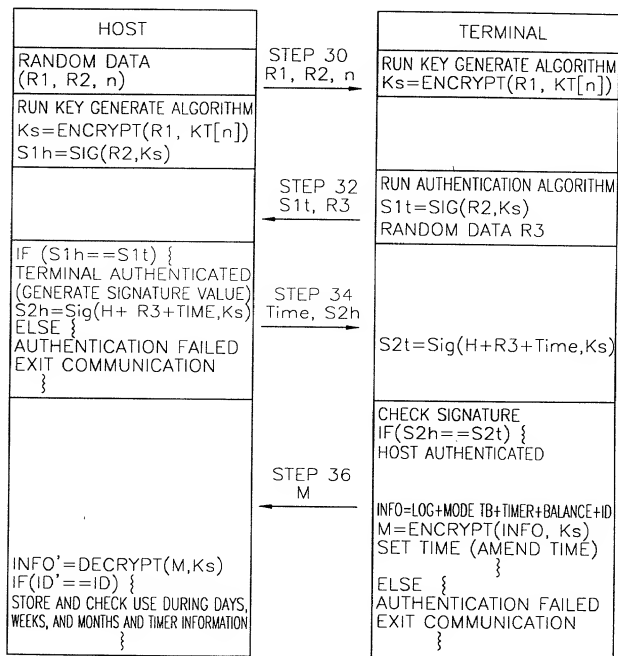 HOST
TERMINAL
RANDOM DATA
(R1, R2, n)
STEP 30
R1, R2, n
RUN KEY GENERATE ALGORITHM
Ks=ENCRYPT(R1, KT[n])
RUN KEY GENERATE ALGORITHM
Ks=ENCRYPT(R1, KT[n])
S1h=SIG(R2,Ks)
STEP 32
S1t, R3
RUN AUTHENTICATION ALGORITHM
S1t=SIG(R2,Ks)
RANDOM DATA R3
IF (S1h==S1t) {
TERMINAL AUTHENTICATED
(GENERATE SIGNATURE VALUE)
S2h=Sig(H+ R3+TIME,Ks)
ELSE {
AUTHENTICATION FAILED
EXIT COMMUNICATION
}
STEP 34
Time, S2h
S2t=Sig(H+R3+Time,Ks)
CHECK SIGNATURE
IF(S2h==S2t) {
HOST AUTHENTICATED
STEP 36
M
INFO=LOG+MODE TB+TIMER+BALANCE+ID
M=ENCRYPT(INFO, Ks)
SET TIME (AMEND TIME)
}
ELSE {
AUTHENTICATION FAILED
EXIT COMMUNICATION
}
INFO'=DECRYPT(M,Ks)
IF(ID'==ID) {
STORE AND CHECK USE DURING DAYS,
WEEKS, AND MONTHS AND TIMER INFORMATION
}